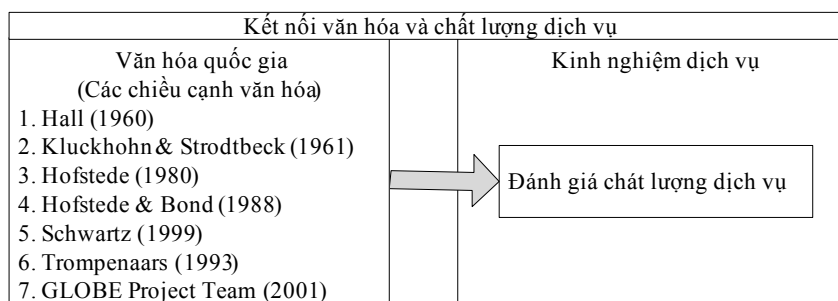 Kết nối văn hóa và chất lượng dịch vụ
Văn hóa quốc gia
(Các chiều cạnh văn hóa)
1. Hall (1960)
2. Kluckhohn & Strodtbeck (1961)
3. Hofstede (1980)
4. Hofstede & Bond (1988)
5. Schwartz (1999)
6. Trompenaars (1993)
7. GLOBE Project Team (2001)
Kinh nghiệm dịch vụ
Đánh giá chát lượng dịch vụ